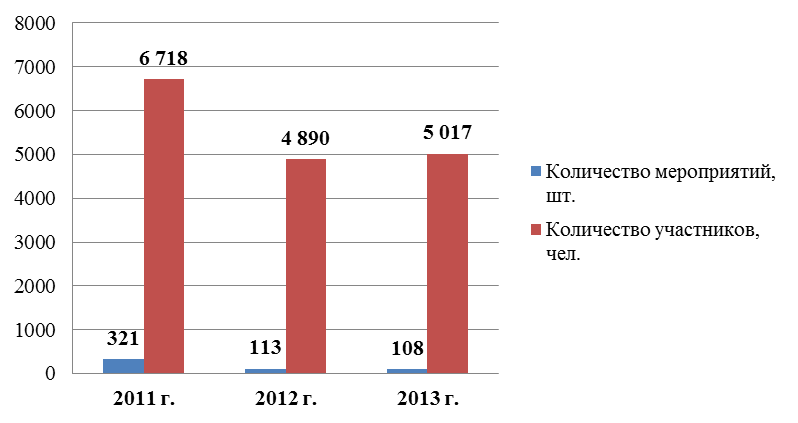 8000
7000
6000
5000
4000
3000
2000
1000
0
6 718
4 890
5 017
321
113
108
2011 г.
2012 г.
2013 г.
Количество мероприятий,
шт.
Количество участников,
чел.